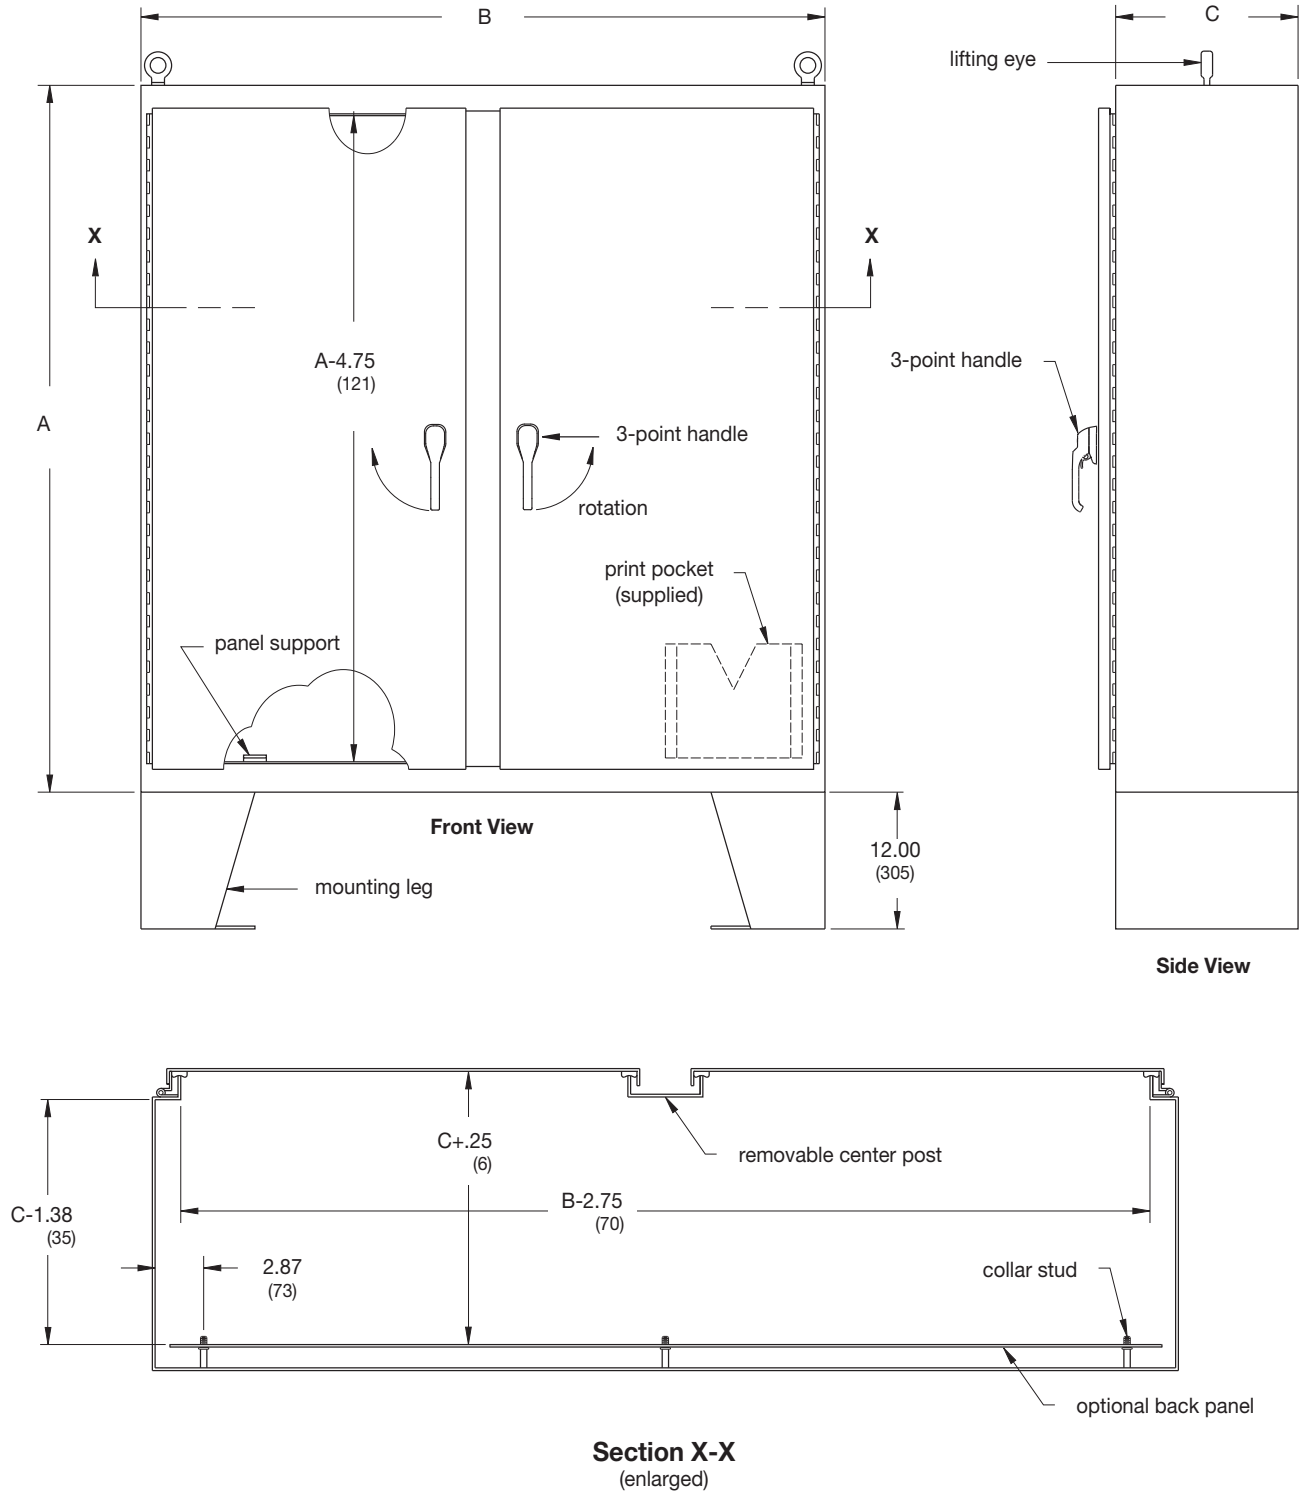 B
C
lifting eye
X
X
A-4.75
(121)
3-point handle
A
3-point handle
rotation
print pocket
(supplied)
panel support
Front View
12.00
(305)
mounting leg
Side View
C+.25
(6)
removable center post
B-2.75
(70)
C-1.38
(35)
2.87
(73)
collar stud
optional back panel
Section X-X
(enlarged)